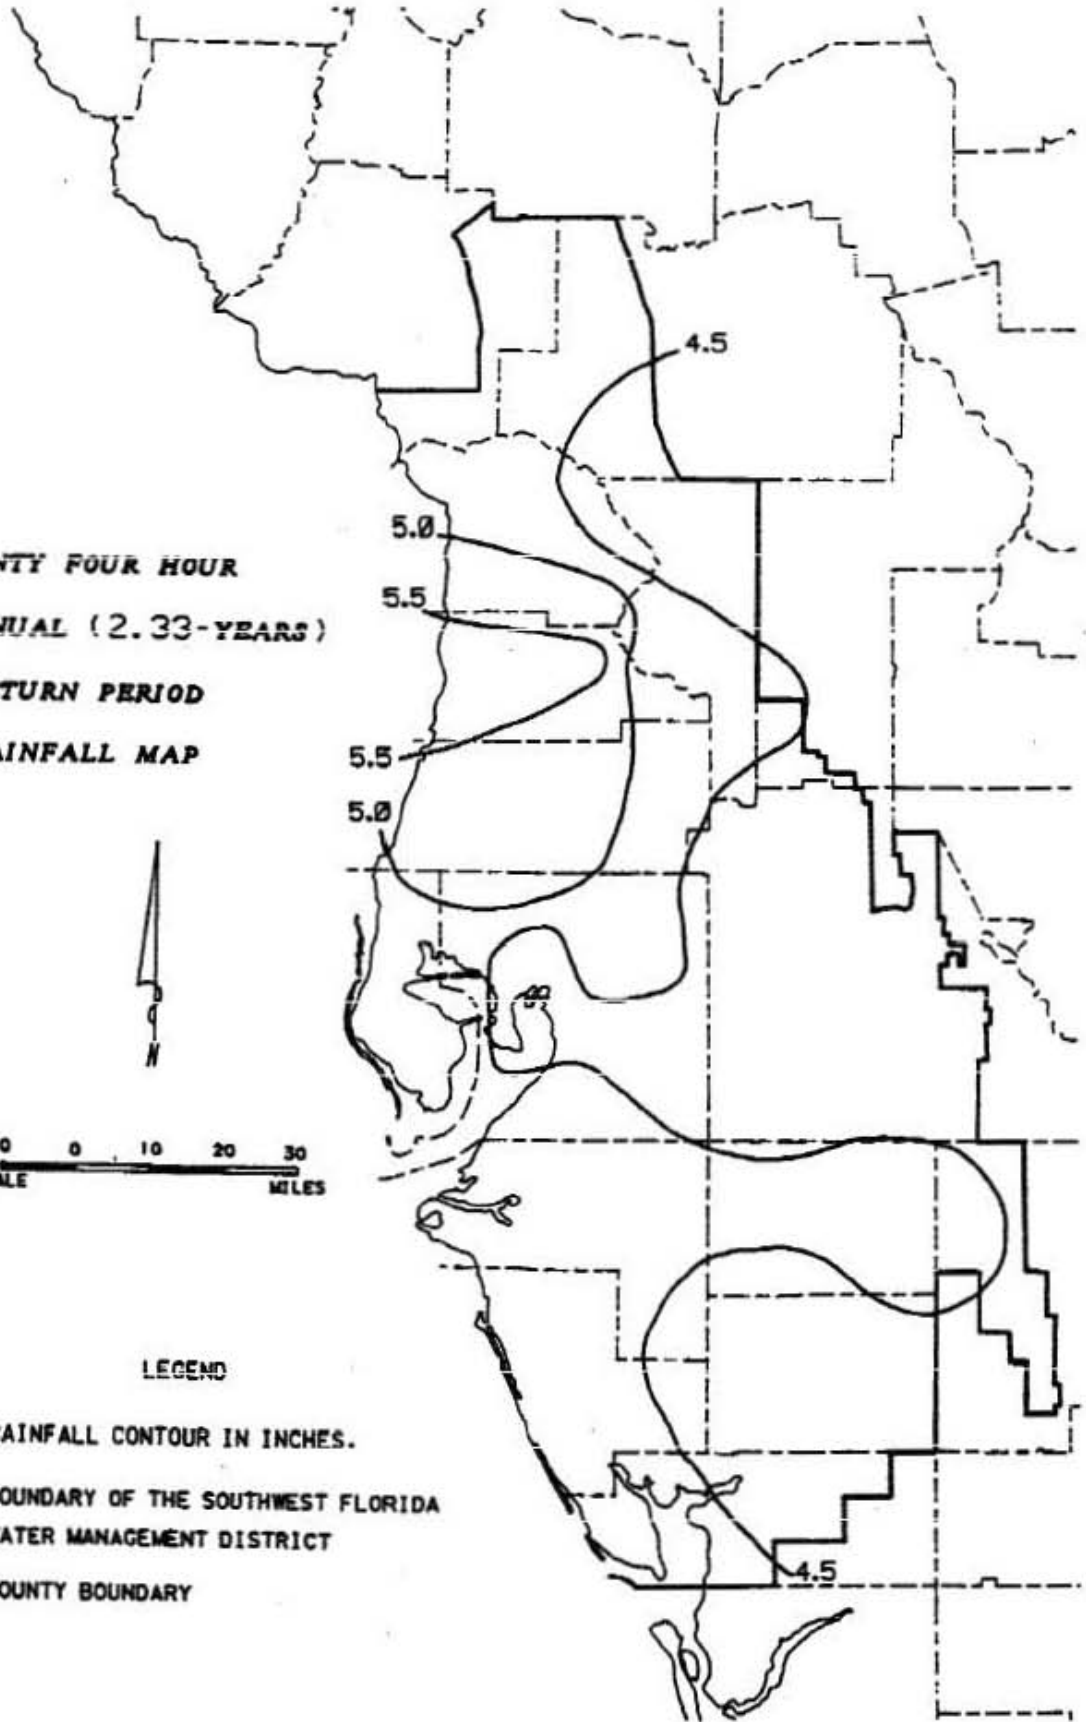 4.5
5.0
NTY FOUR HOUR
5.5
NUAL (2.33-YEARS)
TURN PERIOD
AINFALL MAP
5.5
5.0
N
0 0 10 20 30
ALE MILES
LEGEND
AINFALL CONTOUR IN INCHES.
OUNDARY OF THE SOUTHWEST FLORIDA
ATER MANAGEMENT DISTRICT
OUNTY BOUNDARY
4.5